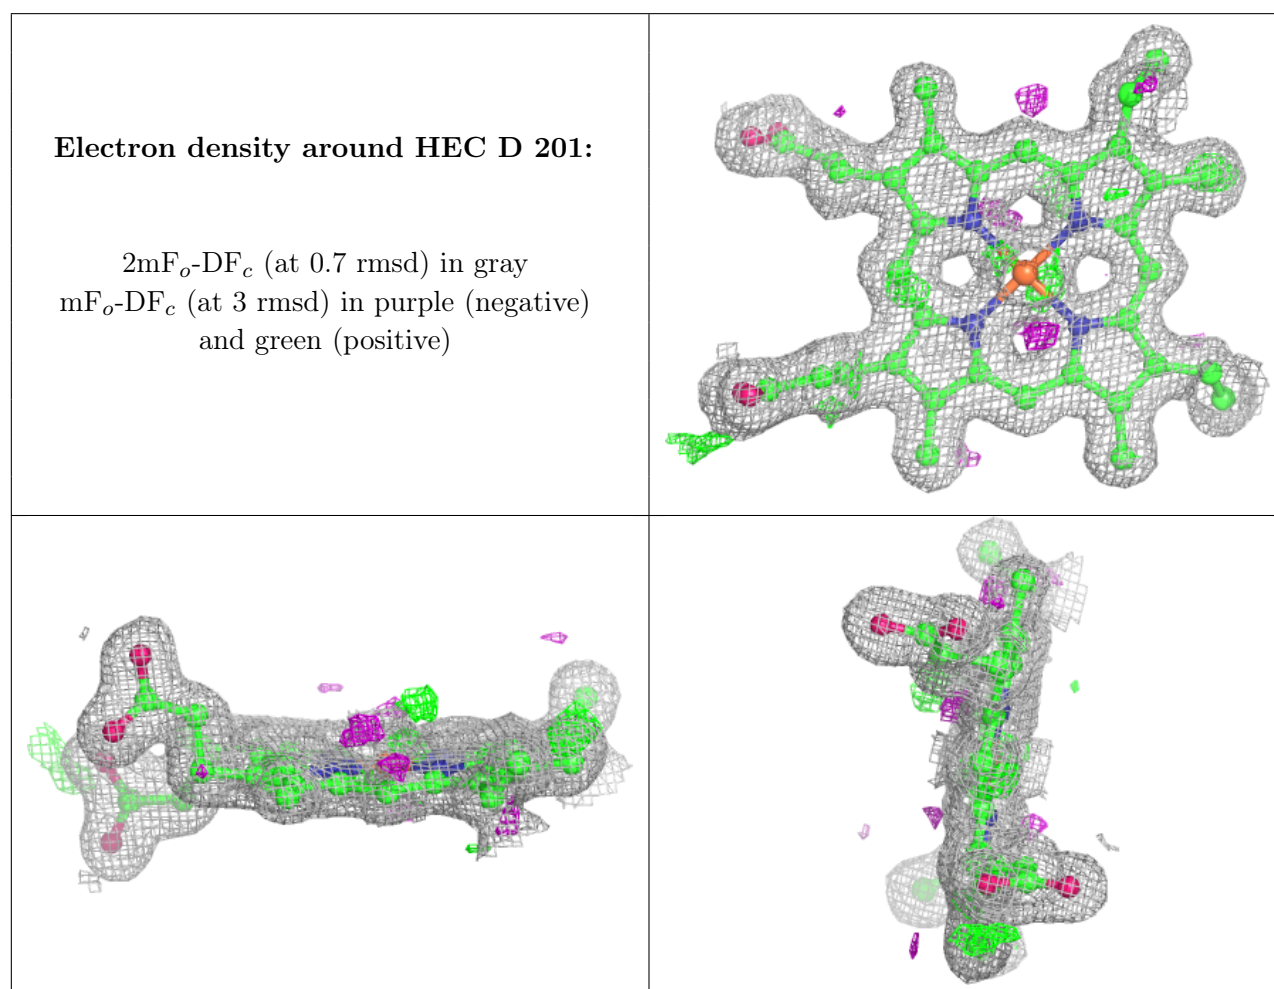 Electron density around HEC D 201:
2mFo-DFc (at 0.7 rmsd) in gray
mFo-DFc (at 3 rmsd) in purple (negative)
and green (positive)